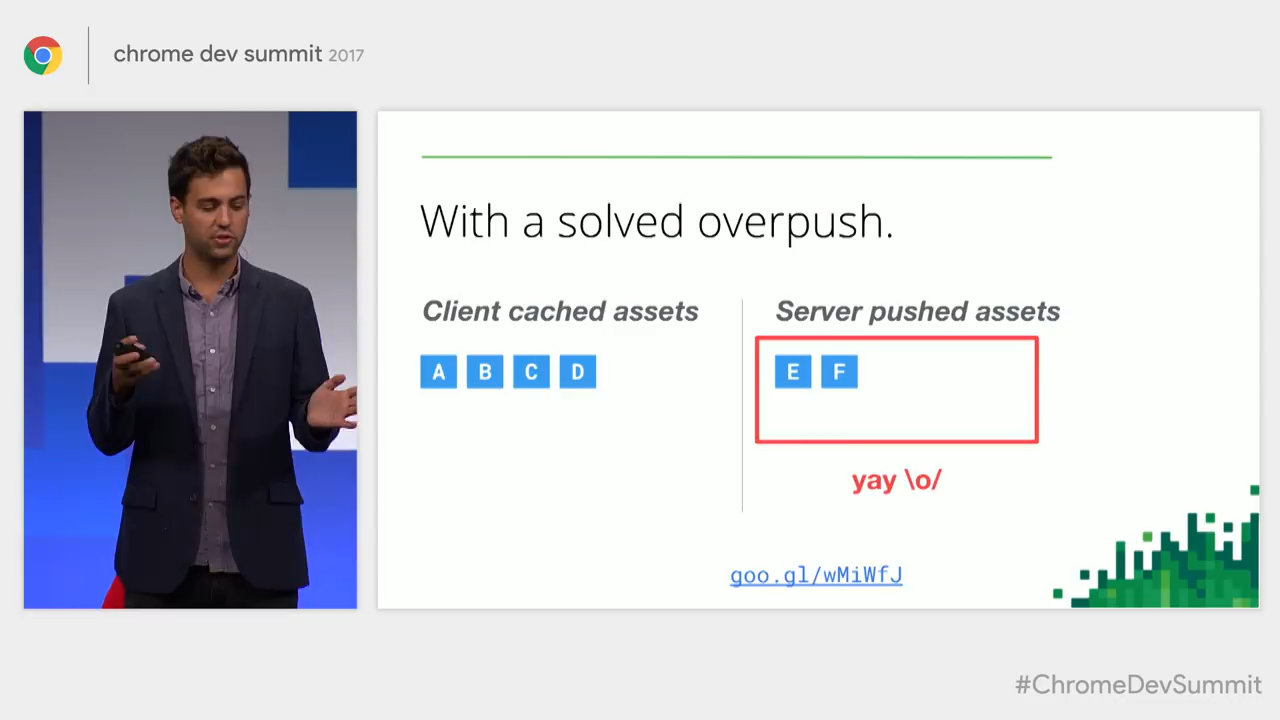 chrome dev summit 2017
With a solved overpush.
Client cached assets
A B C D
Server pushed assets
E F
yay \o/
goo.gl/wMiWfJ
#ChromeDevSummit